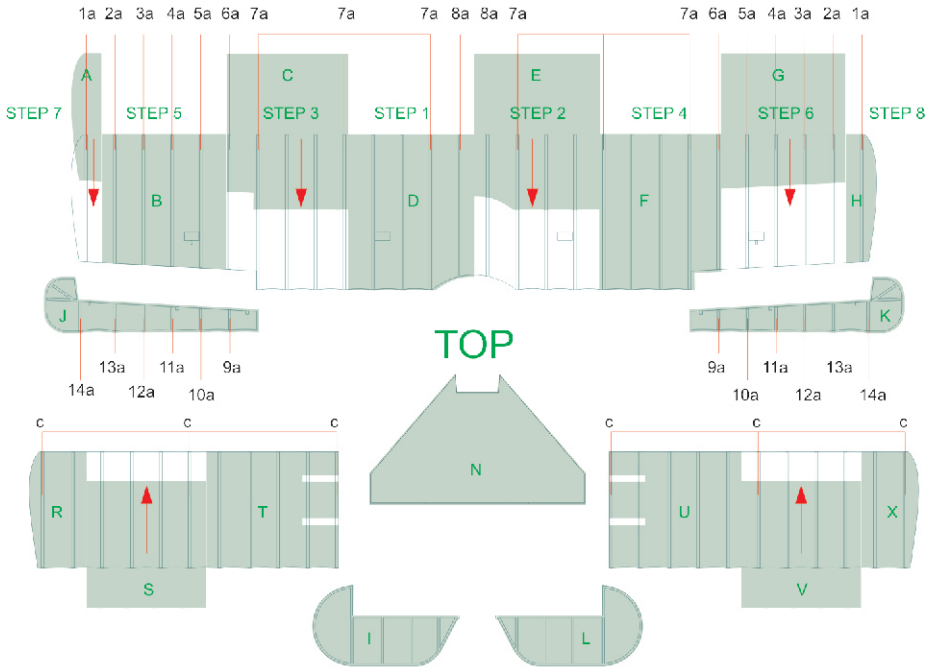 1a 2a 3a 4a 5a 6a 7a 7a 7a 8a 8a 7a 7a 6a 5a 4a 3a 2a 1a
A C E G
STEP 7 STEP 5 STEP 3 STEP 1 STEP 2 STEP 4 STEP 6 STEP 8
B D F H
J K
TOP
13a 11a 9a 9a 11a 13a
14a 12a 10a 10a 12a 14a
c c c c c c
N
R T U X
S V
I L